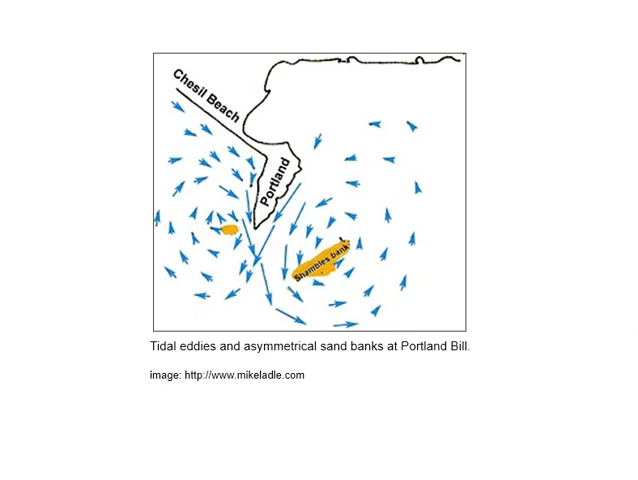 Chesil Beach
Portland
Shambles bank
Tidal eddies and asymmetrical sand banks at Portland Bill.
image: http://www.mikeladle.com